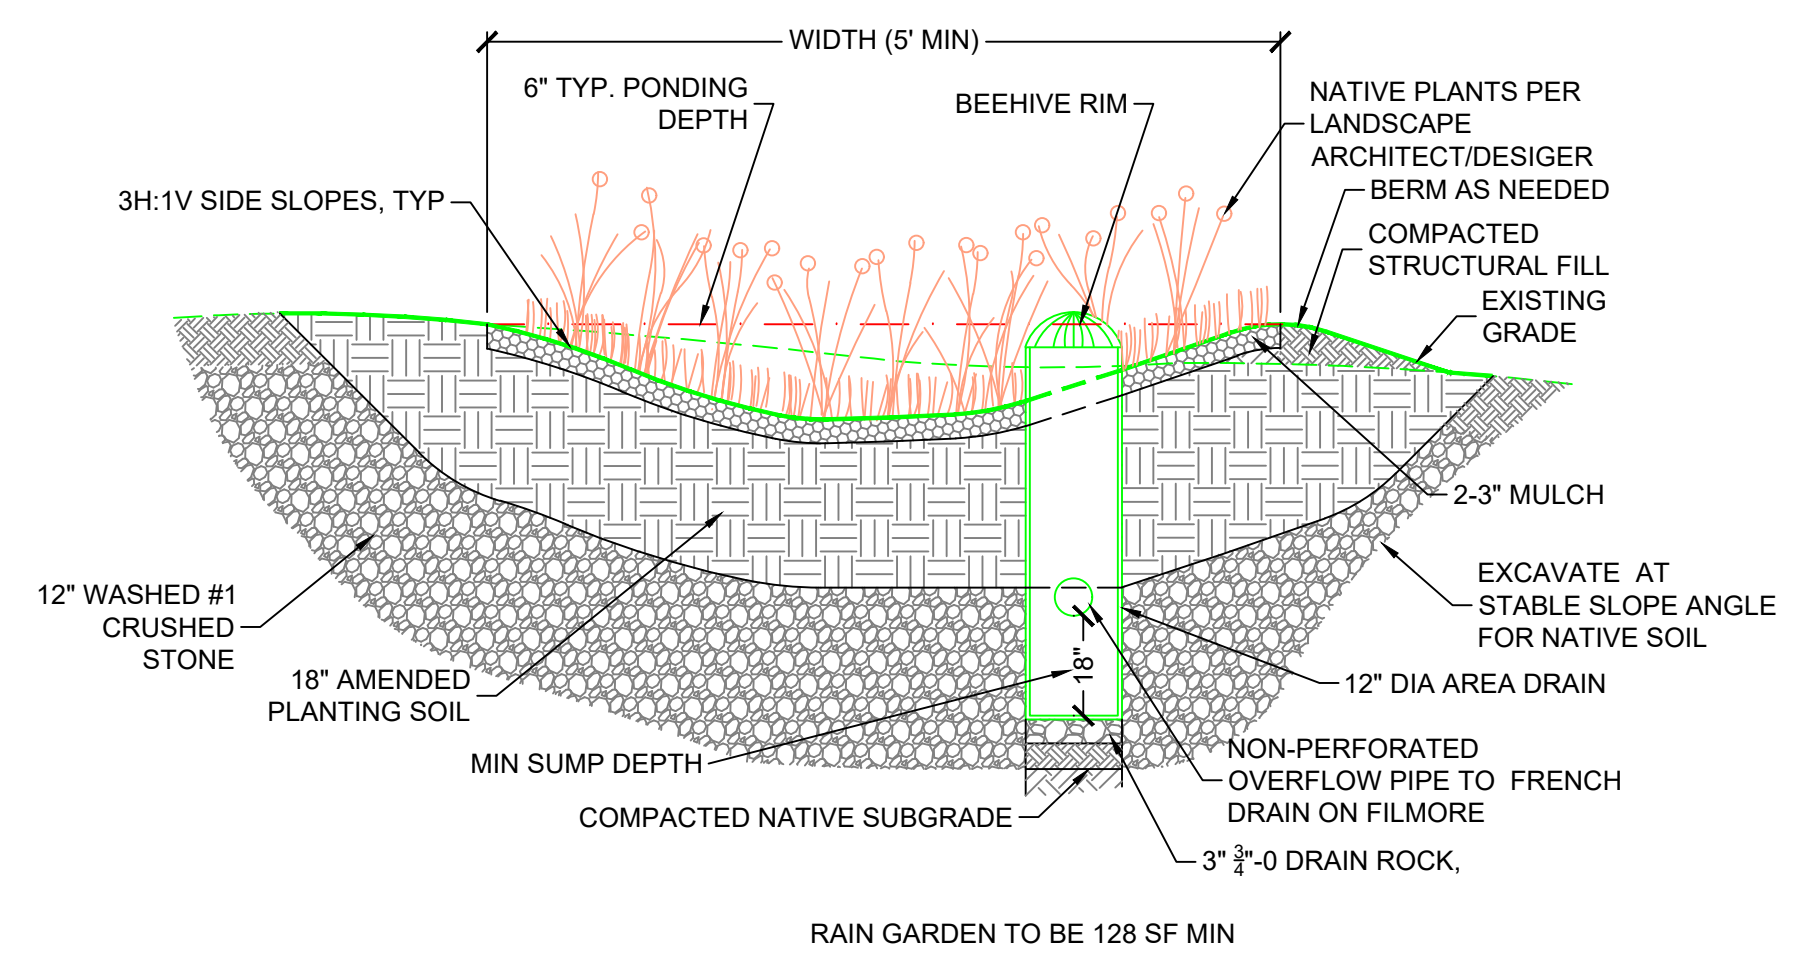 WIDTH (5' MIN)
6" TYP. PONDING
DEPTH
BEEHIVE RIM
NATIVE PLANTS PER
LANDSCAPE
ARCHITECT/DESIGER
3H:1V SIDE SLOPES, TYP
BERM AS NEEDED
COMPACTED
STRUCTURAL FILL
EXISTING
GRADE
2-3" MULCH
12" WASHED #1
CRUSHED
STONE
EXCAVATE AT
STABLE SLOPE ANGLE
FOR NATIVE SOIL
18" AMENDED
PLANTING SOIL
18"
12" DIA AREA DRAIN
MIN SUMP DEPTH
NON-PERFORATED
OVERFLOW PIPE TO FRENCH
DRAIN ON FILMORE
COMPACTED NATIVE SUBGRADE
3" 3/4"-0 DRAIN ROCK,
RAIN GARDEN TO BE 128 SF MIN